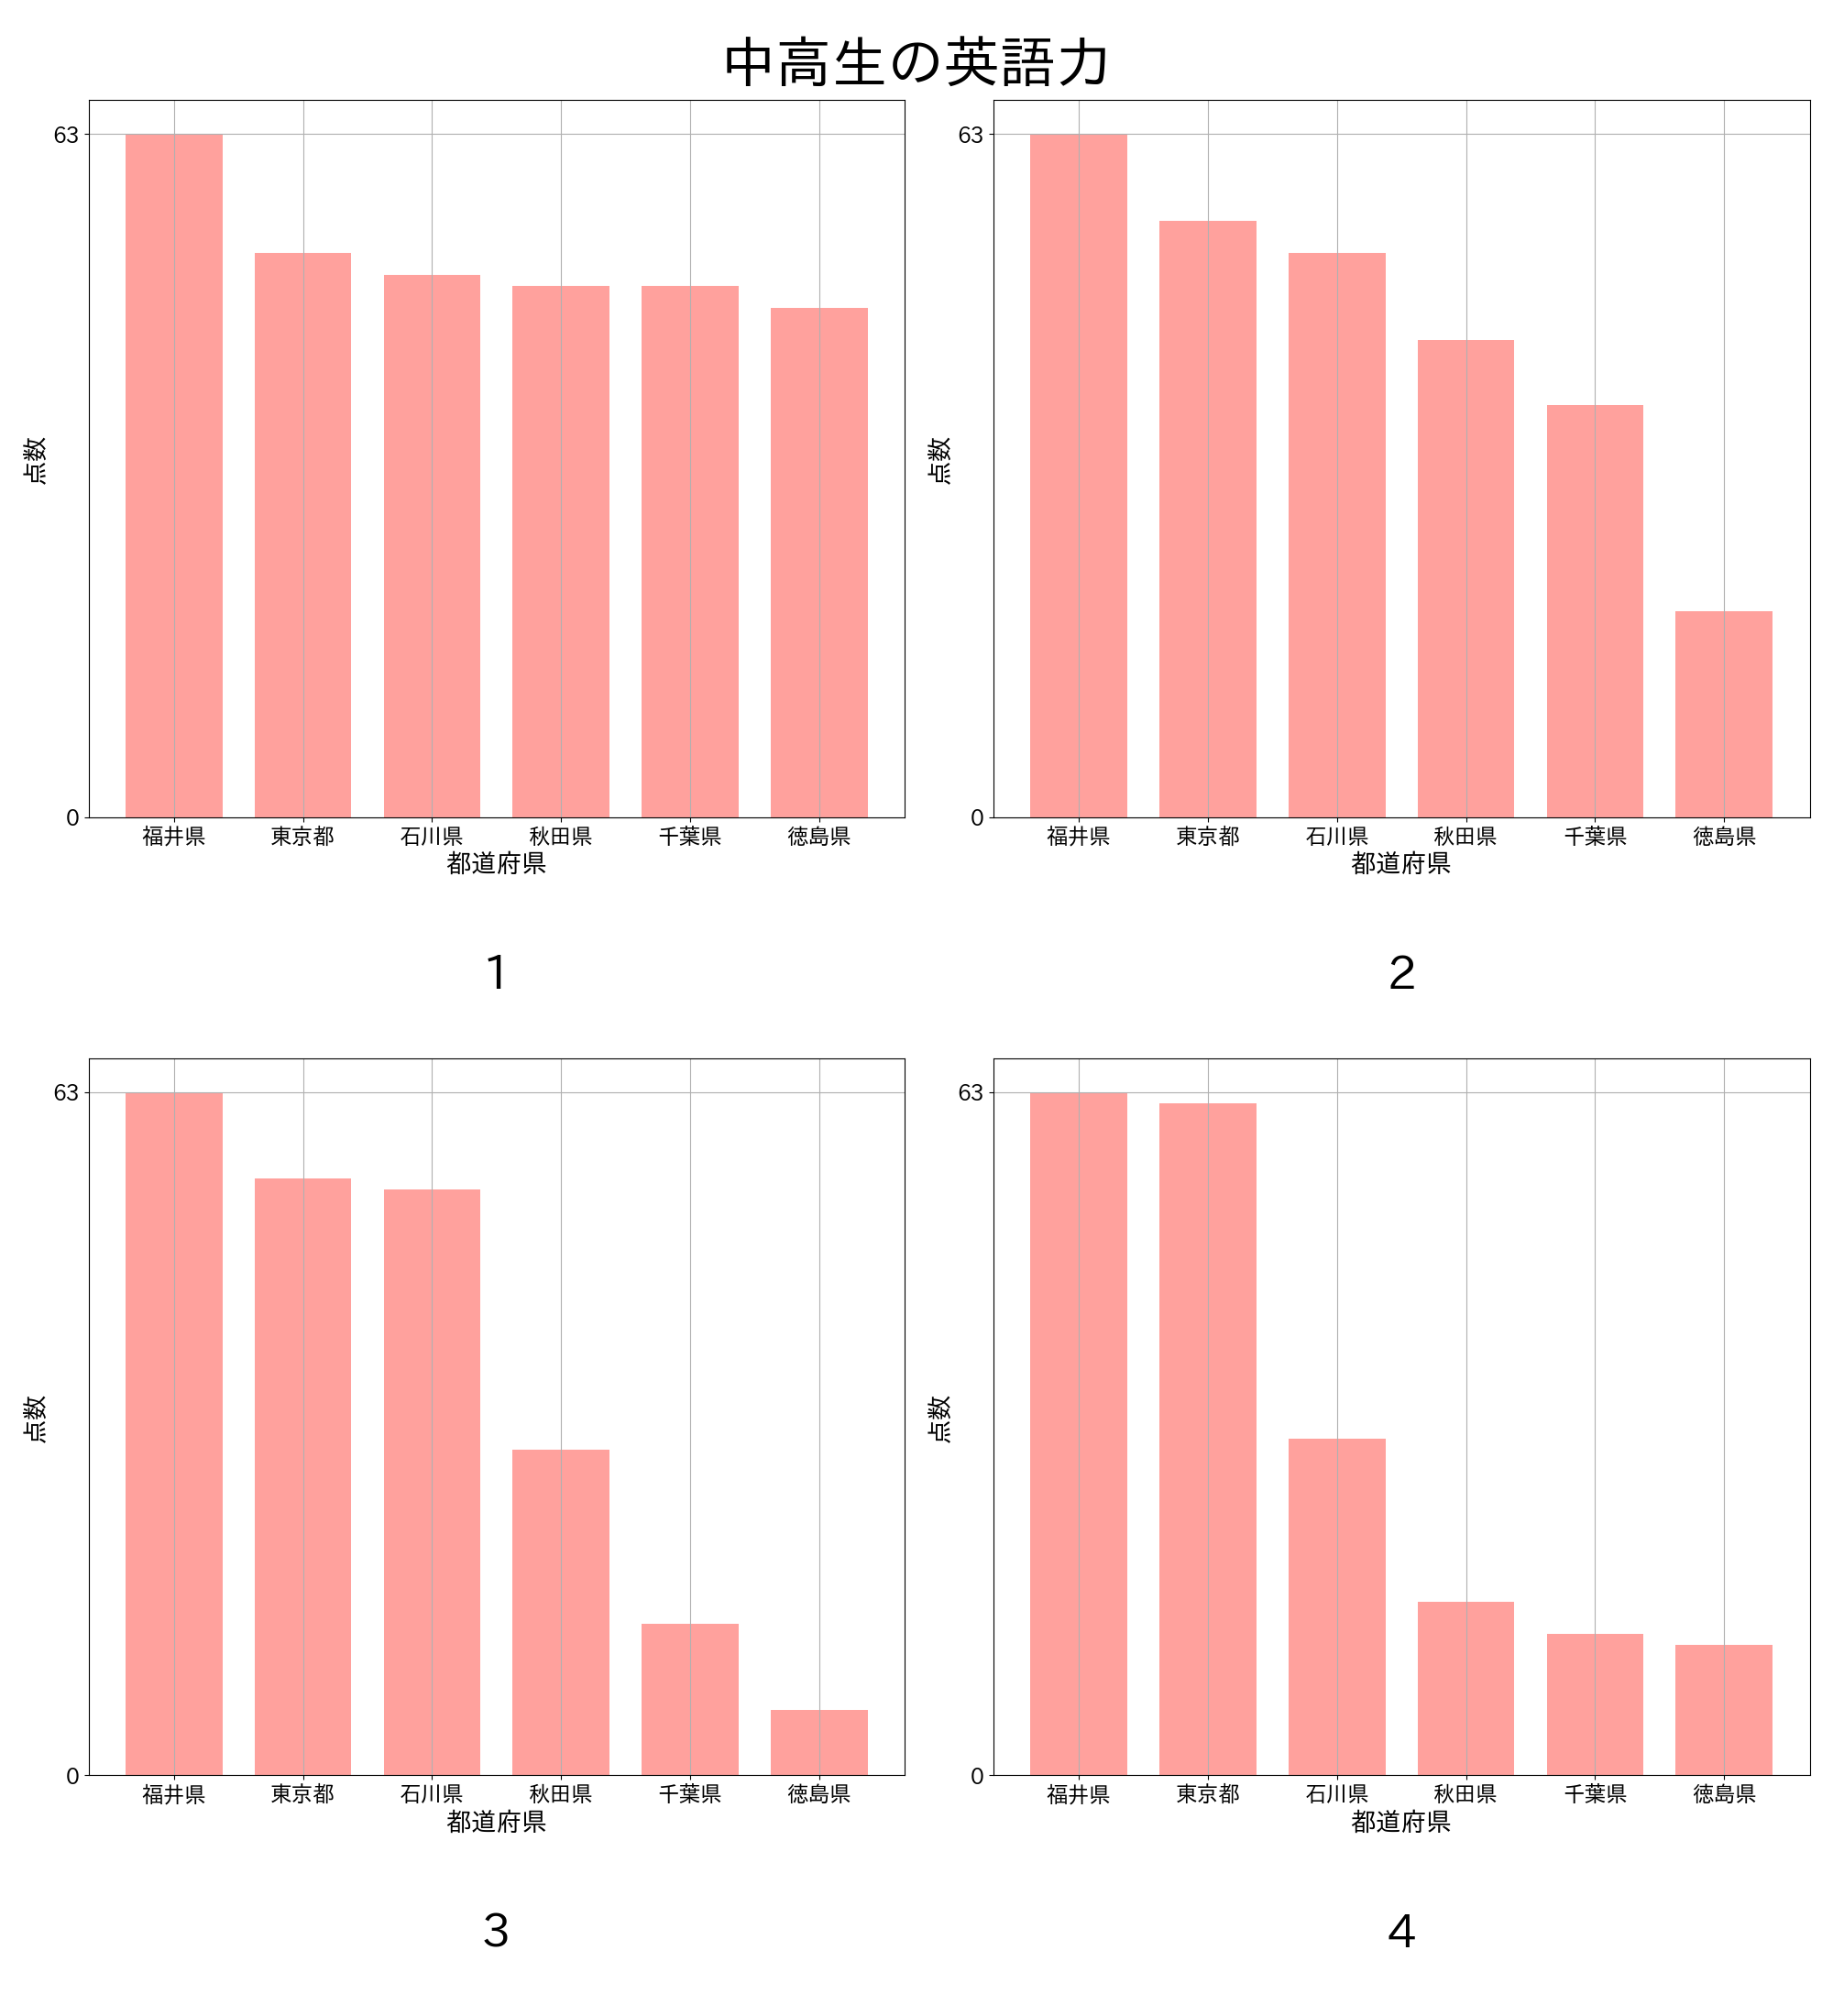 中高生の英語力
63
点数
0
福井県 東京都 石川県 秋田県 千葉県 徳島県
都道府県
1
63
点数
0
福井県 東京都 石川県 秋田県 千葉県 徳島県
都道府県
2
63
点数
0
福井県 東京都 石川県 秋田県 千葉県 徳島県
都道府県
3
63
点数
0
福井県 東京都 石川県 秋田県 千葉県 徳島県
都道府県
4